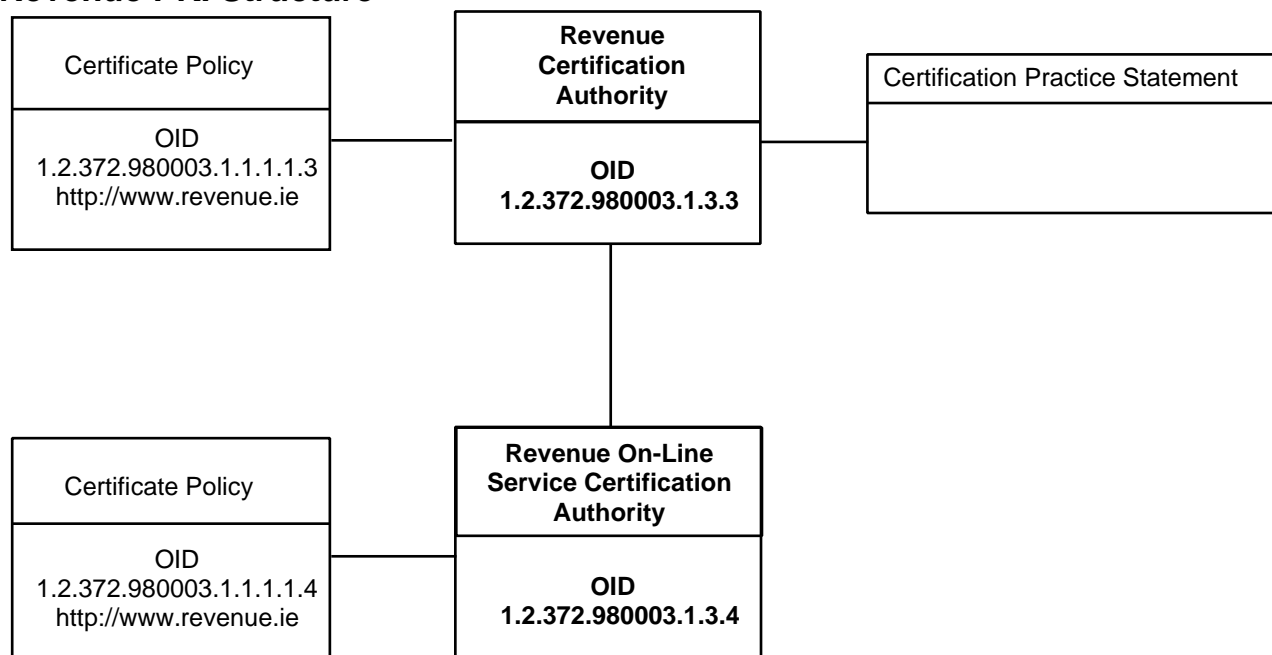 Revenue PKI Structure
Certificate Policy
OID
1.2.372.980003.1.1.1.1.3
http://www.revenue.ie
Revenue
Certification
Authority
OID
1.2.372.980003.1.3.3
Certification Practice Statement
Certificate Policy
OID
1.2.372.980003.1.1.1.1.4
http://www.revenue.ie
Revenue On-Line
Service Certification
Authority
OID
1.2.372.980003.1.3.4